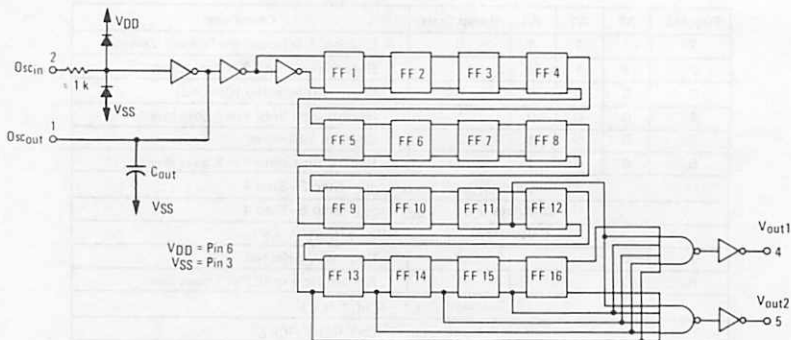 VDD
Oscin
2
≈ 1 k
VSS
Oscout
1
Cout
VSS
VDD = Pin 6
VSS = Pin 3
FF 1 FF 2 FF 3 FF 4
FF 5 FF 6 FF 7 FF 8
FF 9 FF 10 FF 11 FF 12
FF 13 FF 14 FF 15 FF 16
Vout1
4
Vout2
5